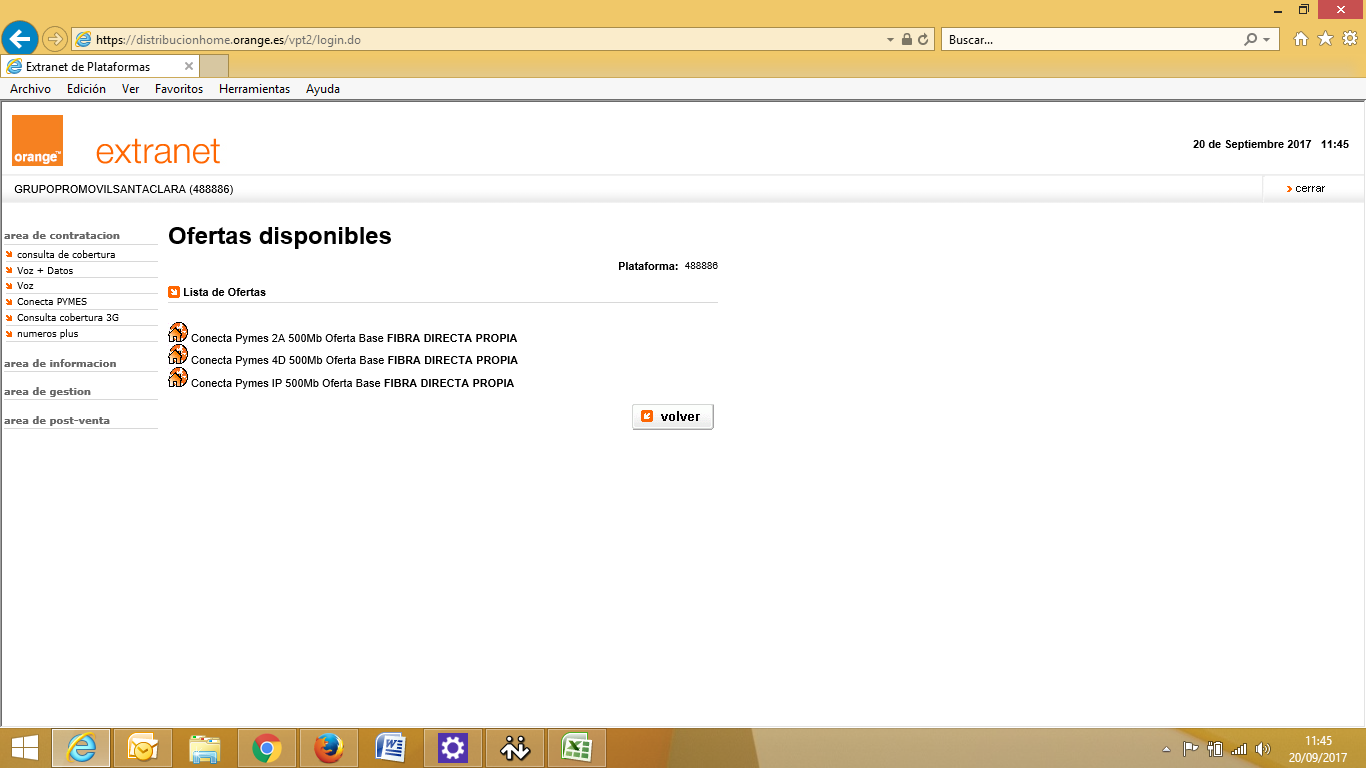 https://distribucionhome.orange.es/vpt2/login.do
Buscar...
Extranet de Plataformas
Archivo Edición Ver Favoritos Herramientas Ayuda
orange™
extranet
20 de Septiembre 2017 11:45
GRUPOPROMOVILSANTACLARA (488886)
cerrar
area de contratacion
consulta de cobertura
Voz + Datos
Voz
Conecta PYMES
Consulta cobertura 3G
numeros plus
area de informacion
area de gestion
area de post-venta
Ofertas disponibles
Plataforma: 488886
Lista de Ofertas
Conecta Pymes 2A 500Mb Oferta Base FIBRA DIRECTA PROPIA
Conecta Pymes 4D 500Mb Oferta Base FIBRA DIRECTA PROPIA
Conecta Pymes IP 500Mb Oferta Base FIBRA DIRECTA PROPIA
volver
11:45
20/09/2017